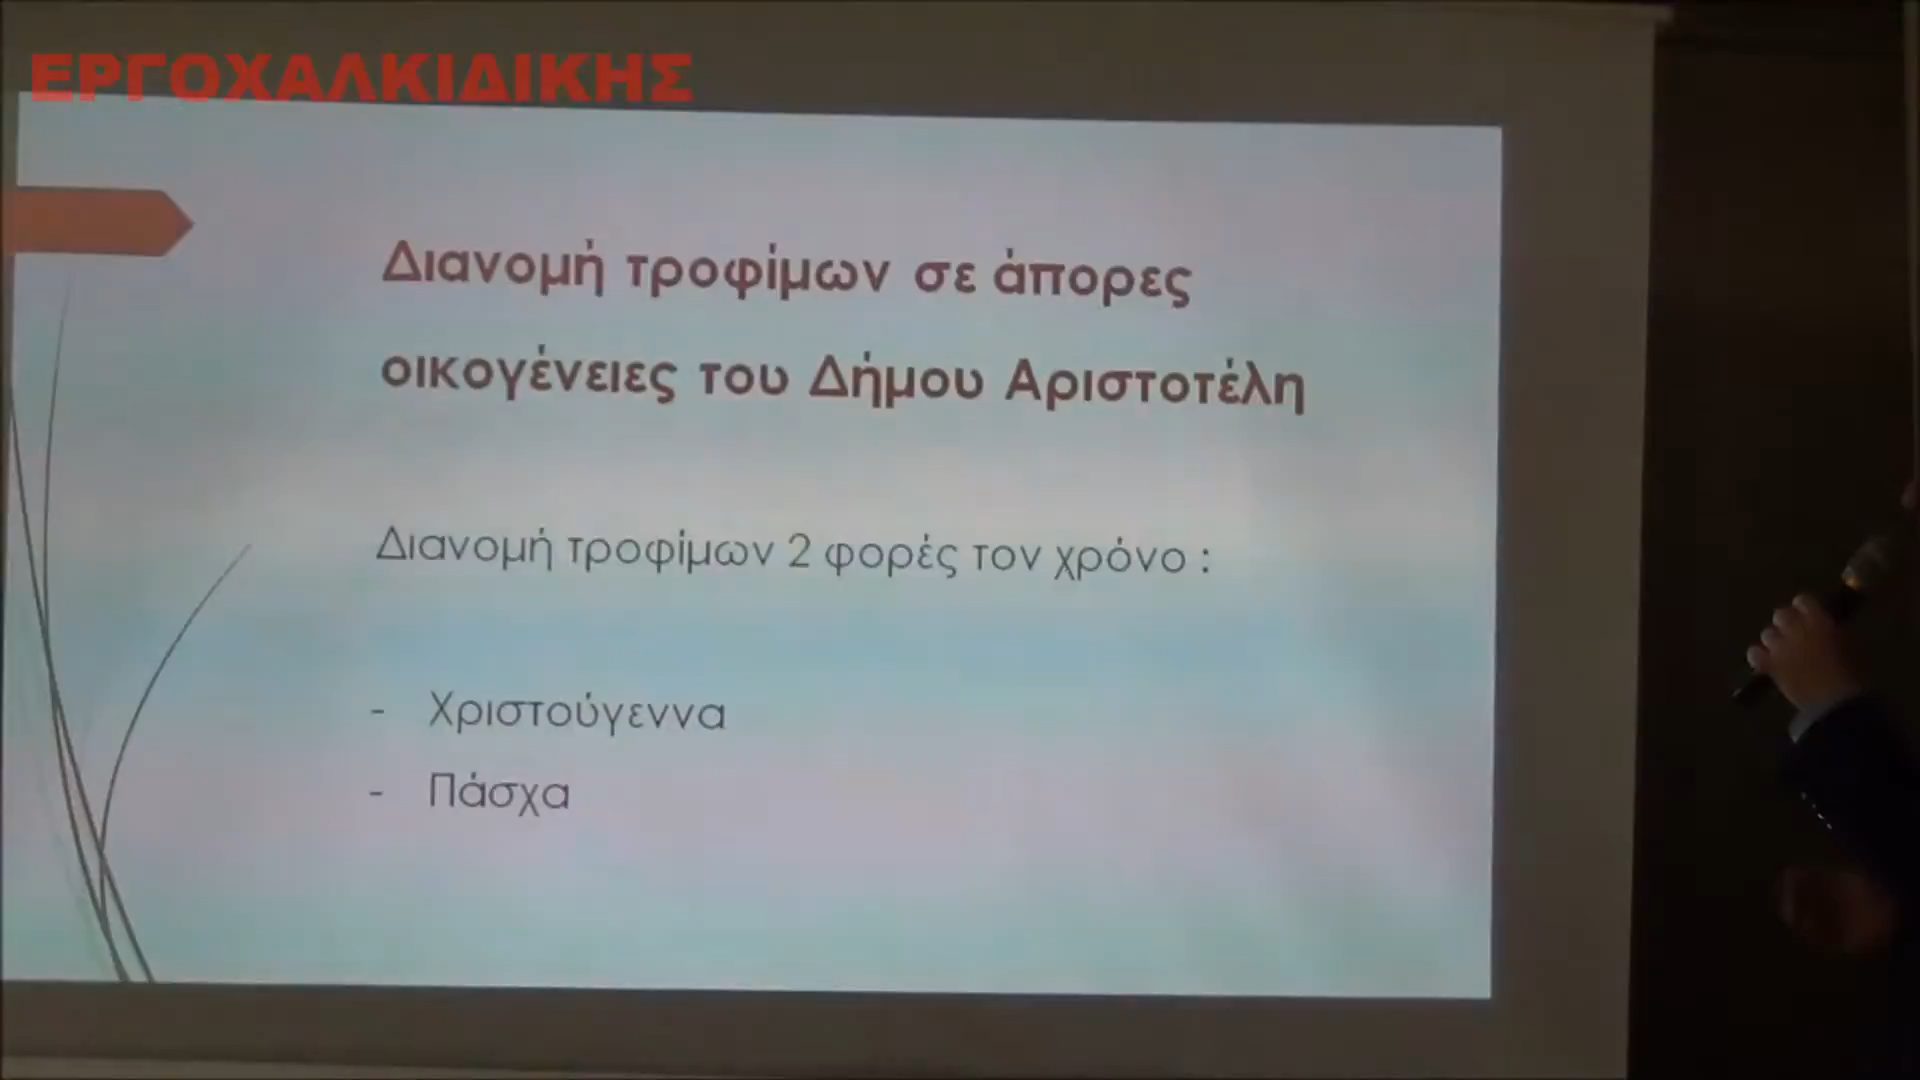 ΕΡΓΟΧΑΛΚΙΔΙΚΗΣ
Διανομή τροφίμων σε άπορες
οικογένειες του Δήμου Αριστοτέλη
Διανομή τροφίμων 2 φορές τον χρόνο :
- Χριστούγεννα
- Πάσχα